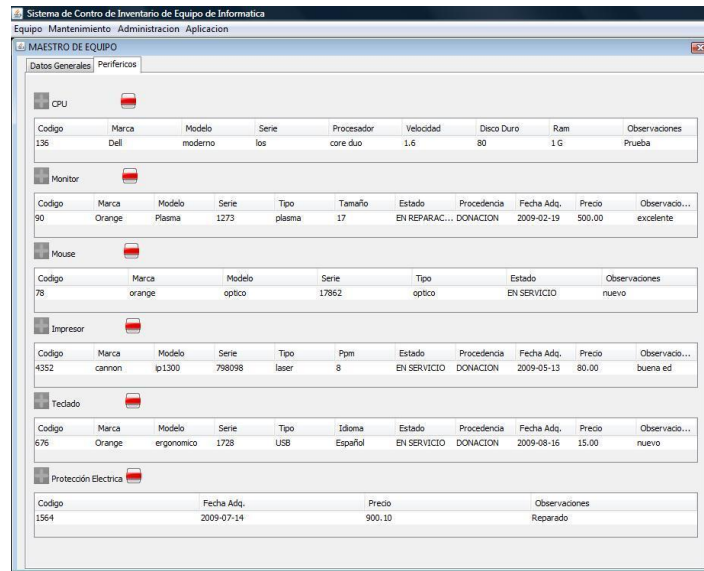 Sistema de Contro de Inventario de Equipo de Informatica
Equipo Mantenimiento Administracion Aplicacion
MAESTRO DE EQUIPO
Datos Generales Perifericos
CPU
Codigo Marca Modelo Serie Procesador Velocidad Disco Duro Ram Observaciones
136 Dell moderno los core duo 1.6 80 1 G Prueba
Monitor
Codigo Marca Modelo Serie Tipo Tamaño Estado Procedencia Fecha Adq. Precio Observacio...
90 Orange Plasma 1273 plasma 17 EN REPARAC... DONACION 2009-02-19 500.00 excelente
Mouse
Codigo Marca Modelo Serie Tipo Estado Observaciones
78 orange optico 17862 optico EN SERVICIO nuevo
Impresor
Codigo Marca Modelo Serie Tipo Ppm Estado Procedencia Fecha Adq. Precio Observacio...
4352 cannon ip1300 798098 laser 8 EN SERVICIO DONACION 2009-05-13 80.00 buena ed
Teclado
Codigo Marca Modelo Serie Tipo Idioma Estado Procedencia Fecha Adq. Precio Observacio...
676 Orange ergonomico 1728 USB Español EN SERVICIO DONACION 2009-08-16 15.00 nuevo
Protección Electrica
Codigo Fecha Adq. Precio Observaciones
1564 2009-07-14 900.10 Reparado